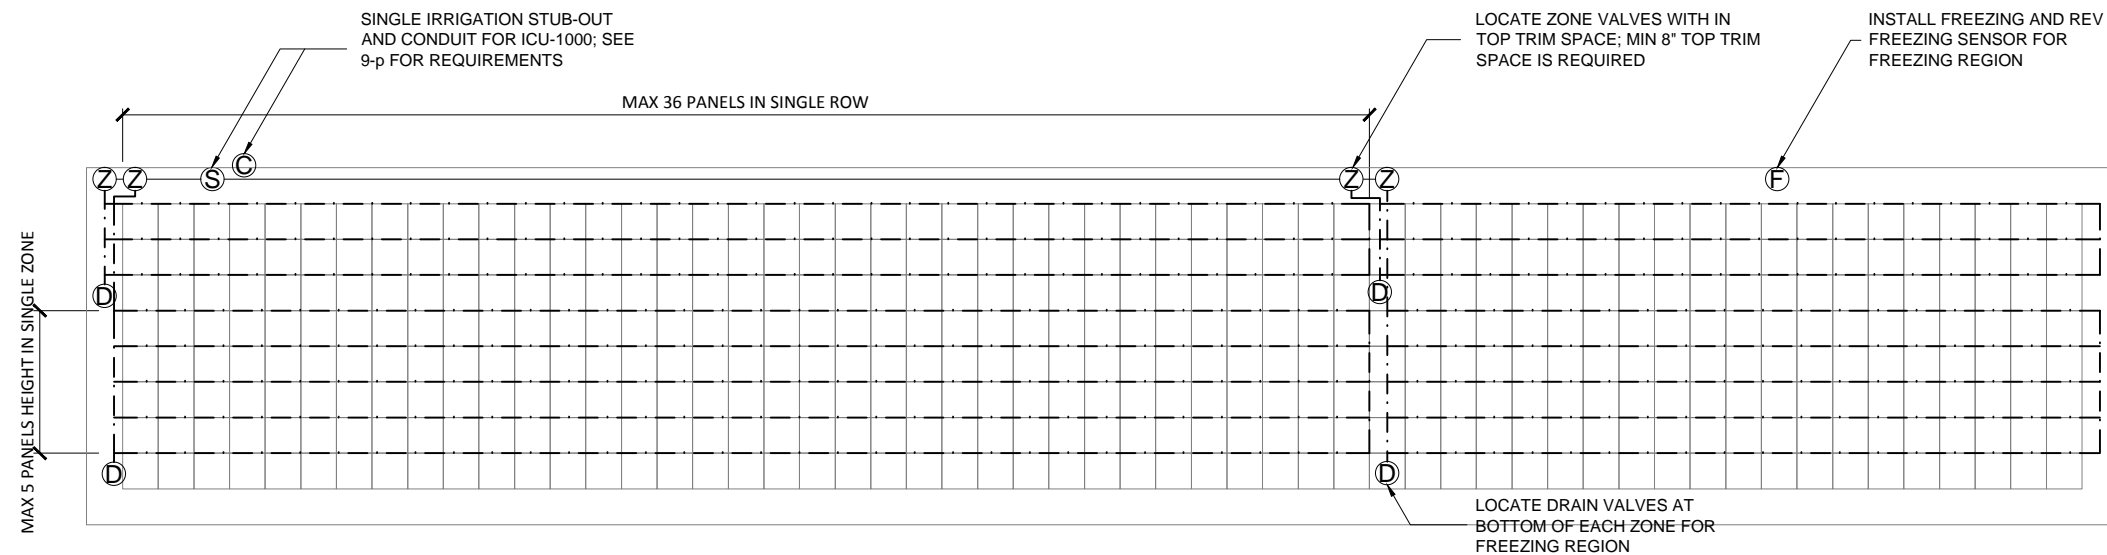 SINGLE IRRIGATION STUB-OUT
AND CONDUIT FOR ICU-1000; SEE
9-p FOR REQUIREMENTS
LOCATE ZONE VALVES WITH IN
TOP TRIM SPACE; MIN 8" TOP TRIM
SPACE IS REQUIRED
INSTALL FREEZING AND REV
FREEZING SENSOR FOR
FREEZING REGION
MAX 36 PANELS IN SINGLE ROW
Z Z S C Z Z F
MAX 5 PANELS HEIGHT IN SINGLE ZONE
D D
D D
LOCATE DRAIN VALVES AT
BOTTOM OF EACH ZONE FOR
FREEZING REGION